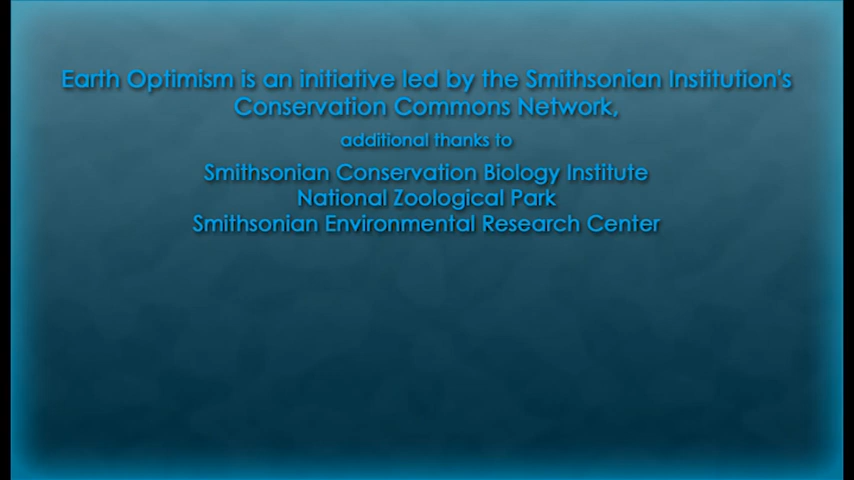 Earth Optimism is an initiative led by the Smithsonian Institution's
Conservation Commons Network,
additional thanks to
Smithsonian Conservation Biology Institute
National Zoological Park
Smithsonian Environmental Research Center